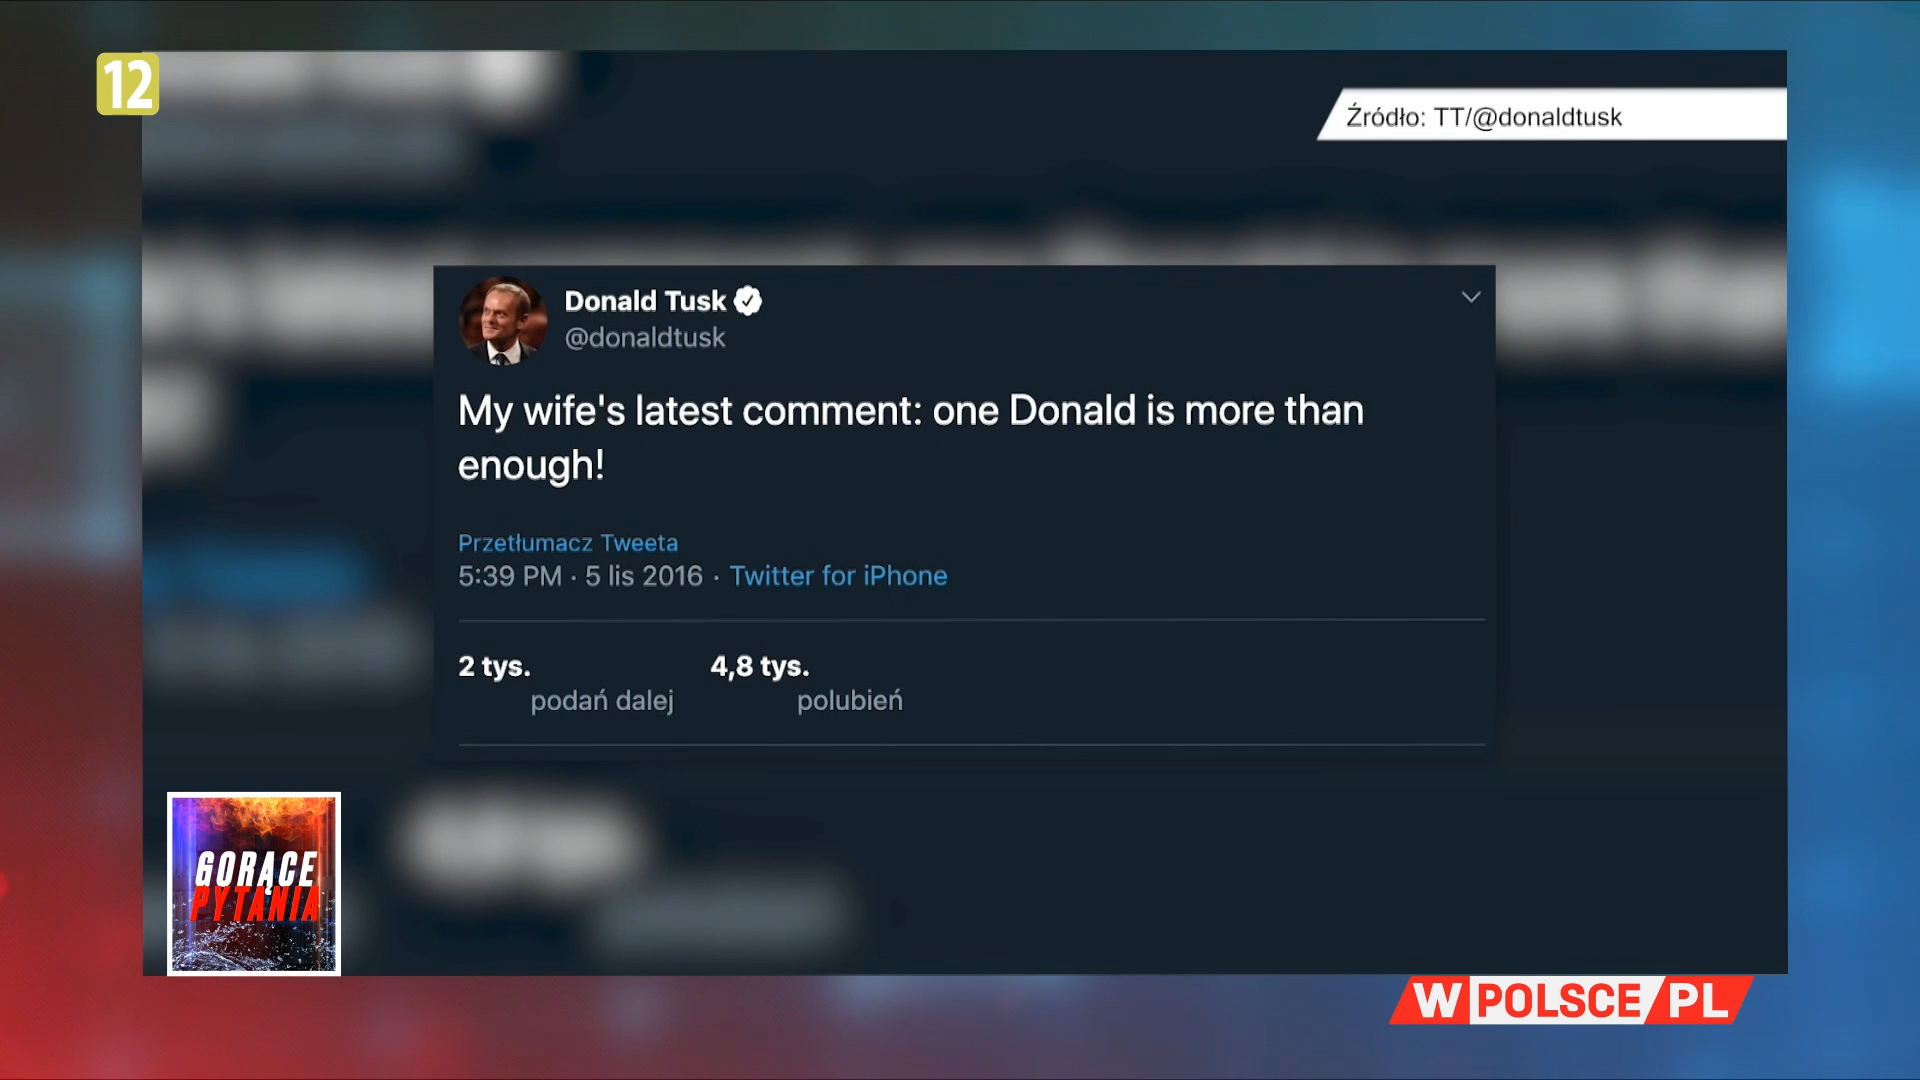 12
Źródło: TT/@donaldtusk
Donald Tusk
@donaldtusk
My wife's latest comment: one Donald is more than
enough!
Przetłumacz Tweeta
5:39 PM · 5 lis 2016 · Twitter for iPhone
2 tys.
podań dalej
4,8 tys.
polubień
GORĄCE
PYTANIA
WPOLSCE/PL